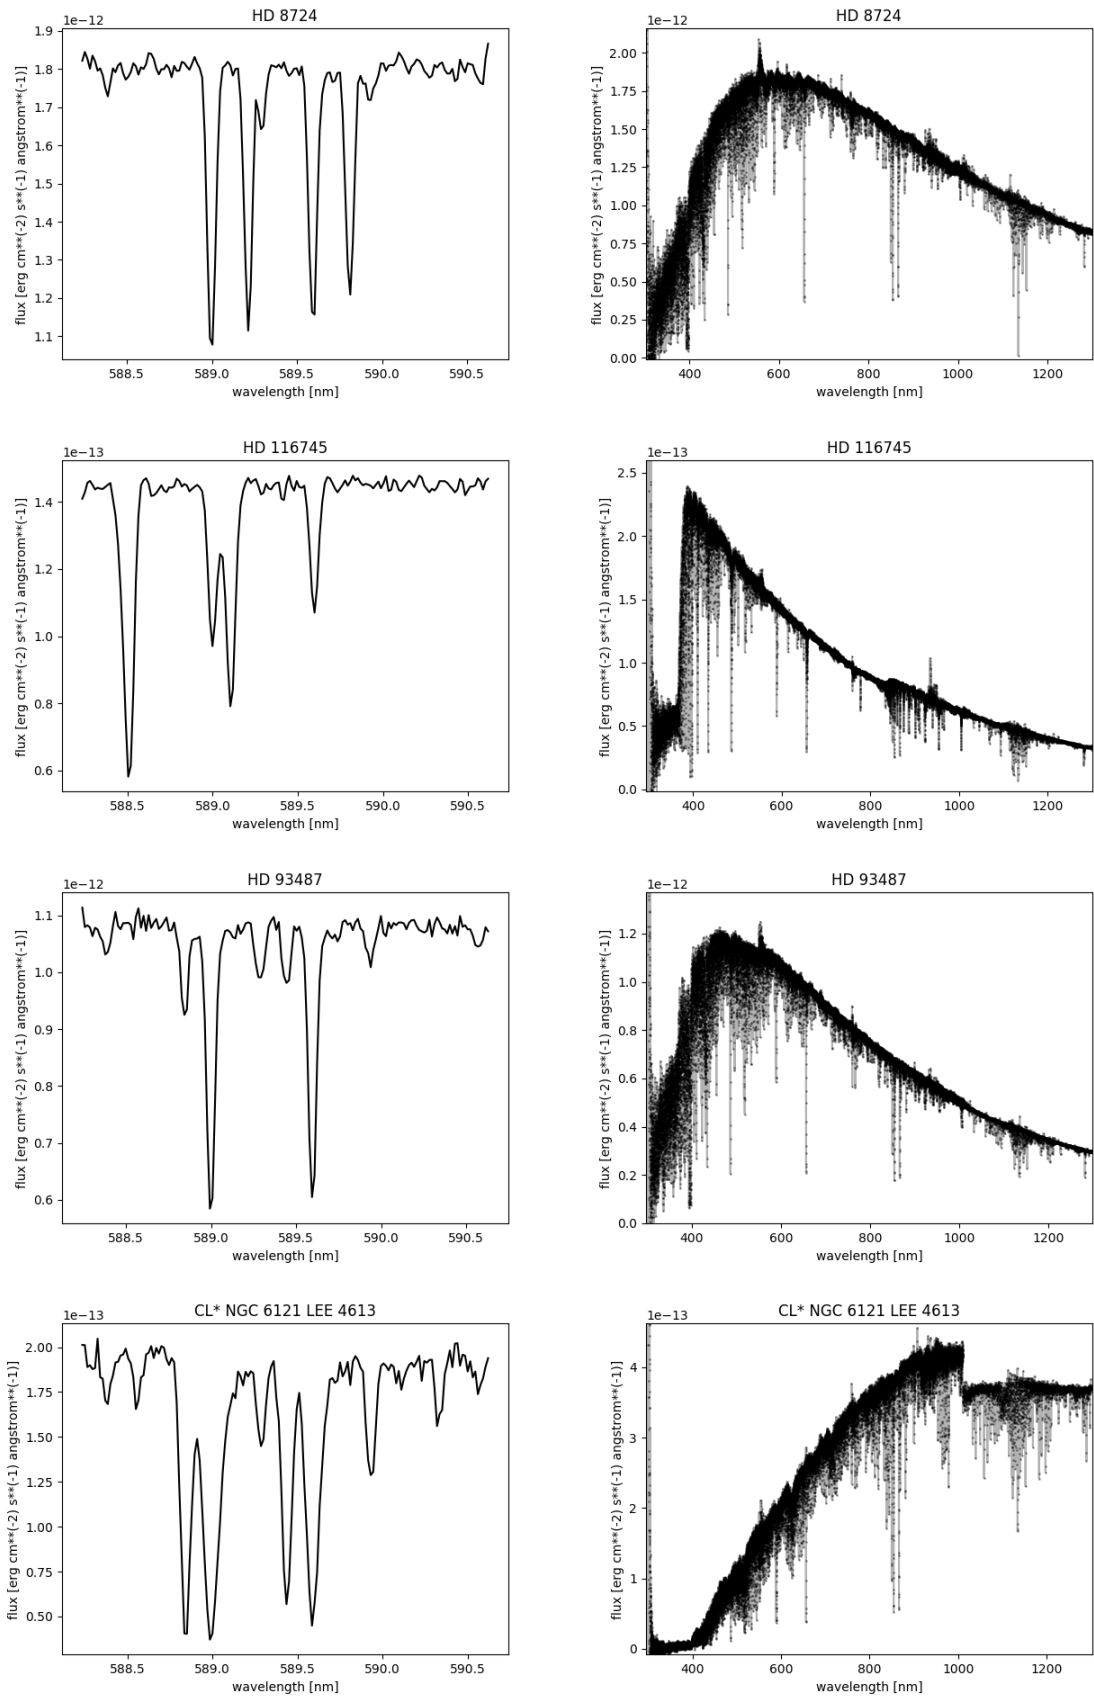 HD 8724
1e−12
flux [erg cm**(-2) s**(-1) angstrom**(-1)]
1.9
1.8
1.7
1.6
1.5
1.4
1.3
1.2
1.1
588.5 589.0 589.5 590.0 590.5
wavelength [nm]
HD 8724
1e−12
flux [erg cm**(-2) s**(-1) angstrom**(-1)]
2.00
1.75
1.50
1.25
1.00
0.75
0.50
0.25
0.00
400 600 800 1000 1200
wavelength [nm]
HD 116745
1e−13
flux [erg cm**(-2) s**(-1) angstrom**(-1)]
1.4
1.2
1.0
0.8
0.6
588.5 589.0 589.5 590.0 590.5
wavelength [nm]
HD 116745
1e−13
flux [erg cm**(-2) s**(-1) angstrom**(-1)]
2.5
2.0
1.5
1.0
0.5
0.0
400 600 800 1000 1200
wavelength [nm]
HD 93487
1e−12
flux [erg cm**(-2) s**(-1) angstrom**(-1)]
1.1
1.0
0.9
0.8
0.7
0.6
588.5 589.0 589.5 590.0 590.5
wavelength [nm]
HD 93487
1e−12
flux [erg cm**(-2) s**(-1) angstrom**(-1)]
1.2
1.0
0.8
0.6
0.4
0.2
0.0
400 600 800 1000 1200
wavelength [nm]
CL* NGC 6121 LEE 4613
1e−13
flux [erg cm**(-2) s**(-1) angstrom**(-1)]
2.00
1.75
1.50
1.25
1.00
0.75
0.50
588.5 589.0 589.5 590.0 590.5
wavelength [nm]
CL* NGC 6121 LEE 4613
1e−13
flux [erg cm**(-2) s**(-1) angstrom**(-1)]
4
3
2
1
0
400 600 800 1000 1200
wavelength [nm]